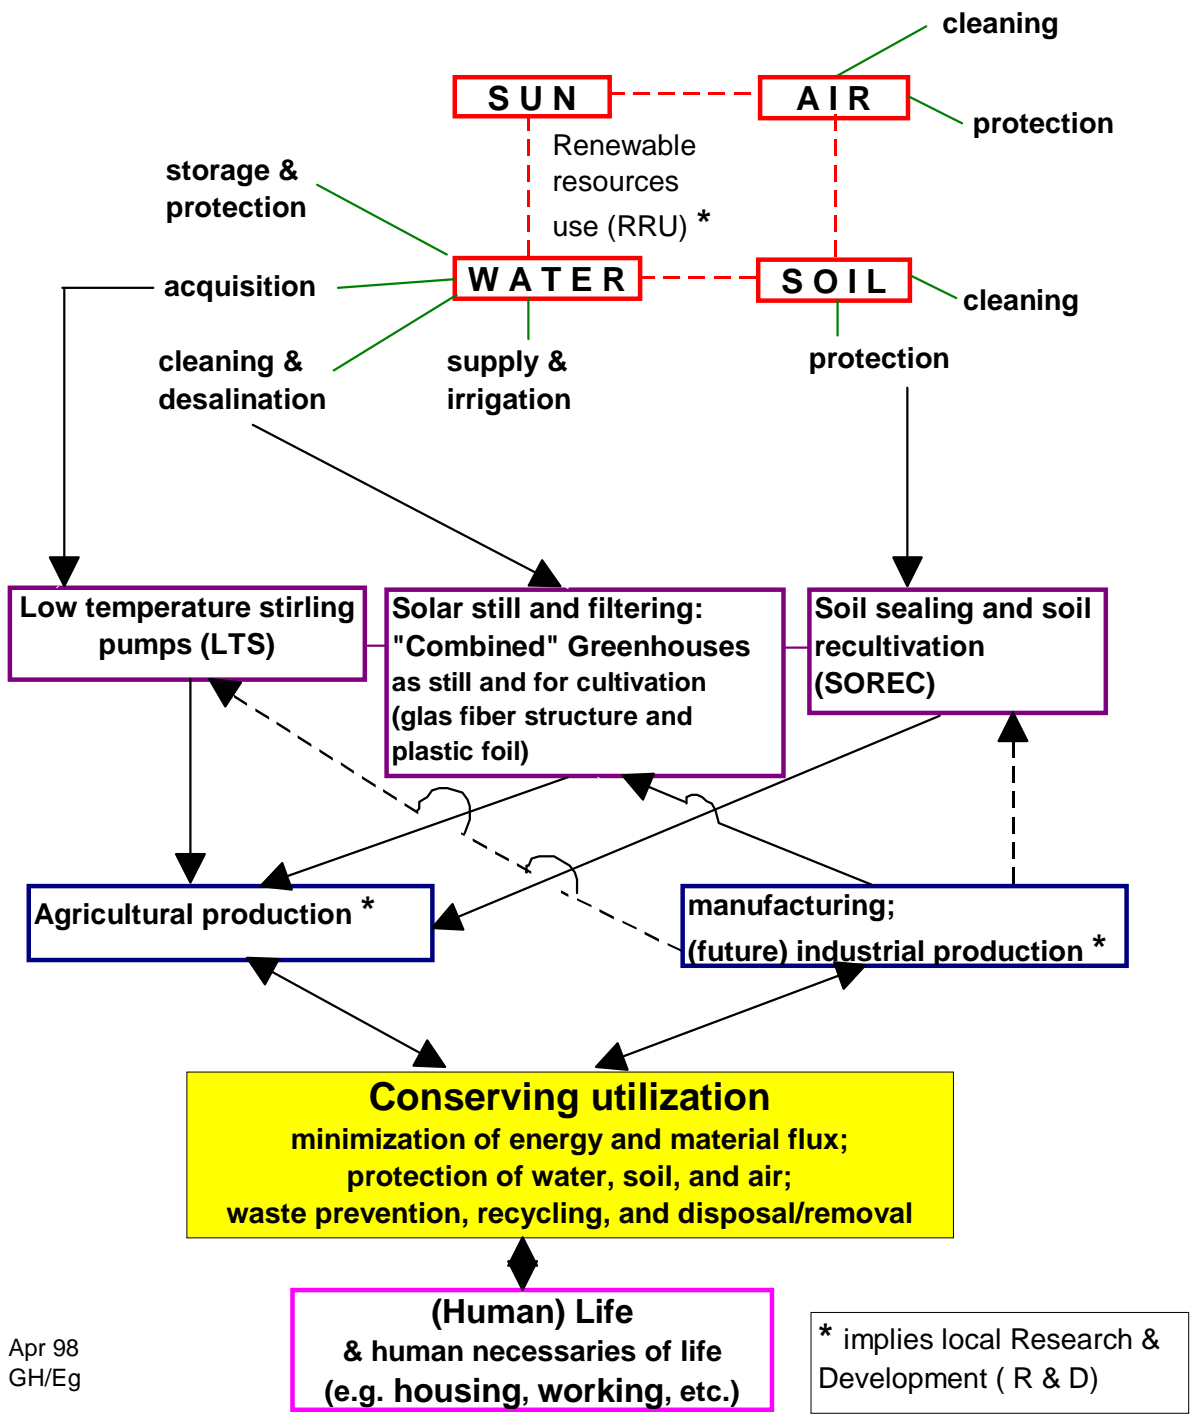 cleaning
S U N
A I R
protection
Renewable
resources
use (RRU) *
storage &
protection
W A T E R
S O I L
acquisition
cleaning
cleaning &
desalination
supply &
irrigation
protection
Low temperature stirling
pumps (LTS)
Solar still and filtering:
"Combined" Greenhouses
as still and for cultivation
(glas fiber structure and
plastic foil)
Soil sealing and soil
recultivation
(SOREC)
Agricultural production *
manufacturing;
(future) industrial production *
Conserving utilization
minimization of energy and material flux;
protection of water, soil, and air;
waste prevention, recycling, and disposal/removal
(Human) Life
& human necessaries of life
(e.g. housing, working, etc.)
Apr 98
GH/Eg
* implies local Research &
Development ( R & D)